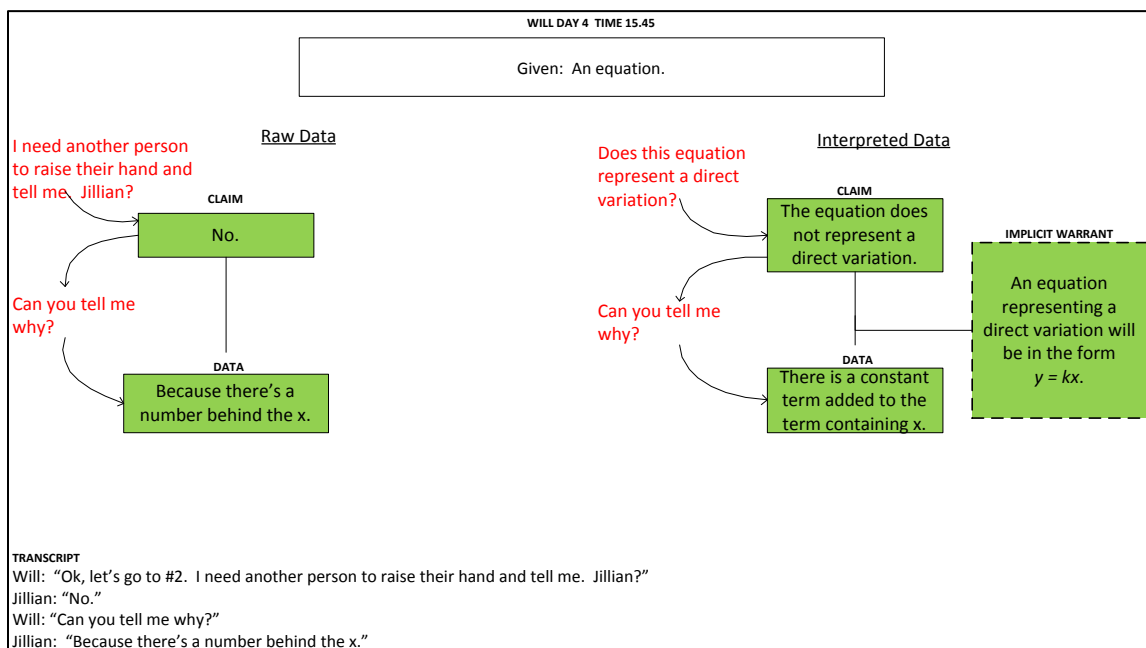 WILL DAY 4 TIME 15.45
Given: An equation.
Raw Data
I need another person
to raise their hand and
tell me. Jillian?
CLAIM
No.
Can you tell me
why?
DATA
Because there's a
number behind the x.
Interpreted Data
Does this equation
represent a direct
variation?
CLAIM
The equation does
not represent a
direct variation.
IMPLICIT WARRANT
An equation
representing a
direct variation will
be in the form
y = kx.
Can you tell me
why?
DATA
There is a constant
term added to the
term containing x.
TRANSCRIPT
Will: “Ok, let’s go to #2. I need another person to raise their hand and tell me. Jillian?”
Jillian: “No.”
Will: “Can you tell me why?”
Jillian: “Because there’s a number behind the x.”